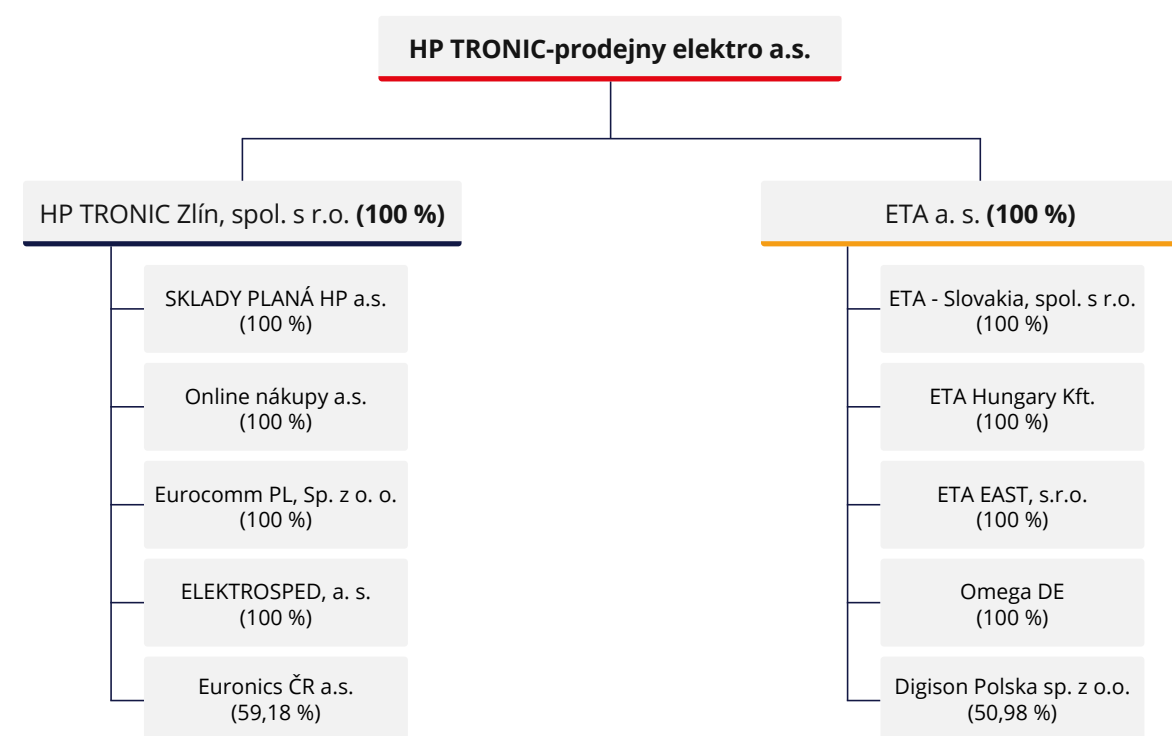 HP TRONIC-prodejny elektro a.s.
HP TRONIC Zlín, spol. s r.o. (100 %)
SKLADY PLANÁ HP a.s.
(100 %)
Online nákupy a.s.
(100 %)
Eurocomm PL, Sp. z o. o.
(100 %)
ELEKTROSPED, a. s.
(100 %)
Euronics ČR a.s.
(59,18 %)
ETA a. s. (100 %)
ETA - Slovakia, spol. s r.o.
(100 %)
ETA Hungary Kft.
(100 %)
ETA EAST, s.r.o.
(100 %)
Omega DE
(100 %)
Digison Polska sp. z o.o.
(50,98 %)